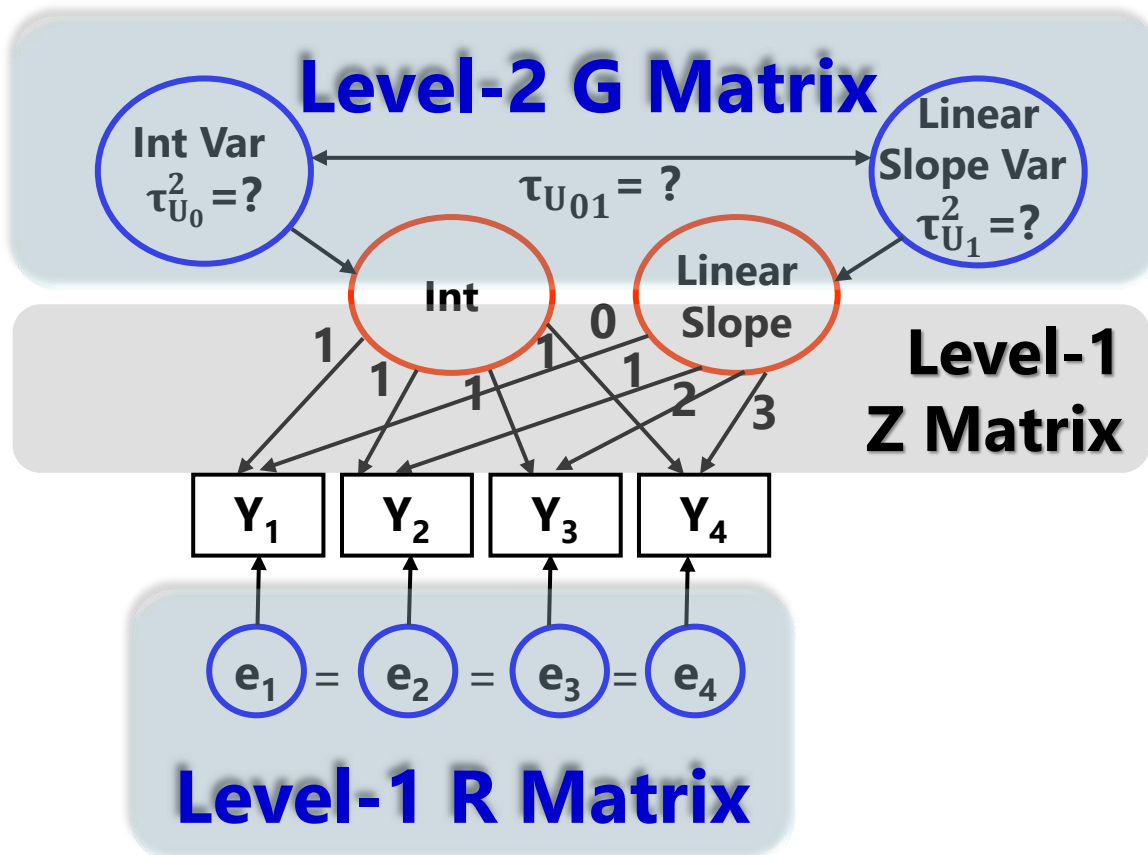 Level-2 G Matrix
Int Var
τ²U₀ =?
τU₀₁ = ?
Linear
Slope Var
τ²U₁ =?
Int
Linear
Slope
1 1 1 1 0 1 2 3
Level-1
Z Matrix
Y₁ Y₂ Y₃ Y₄
e₁ = e₂ = e₃ = e₄
Level-1 R Matrix